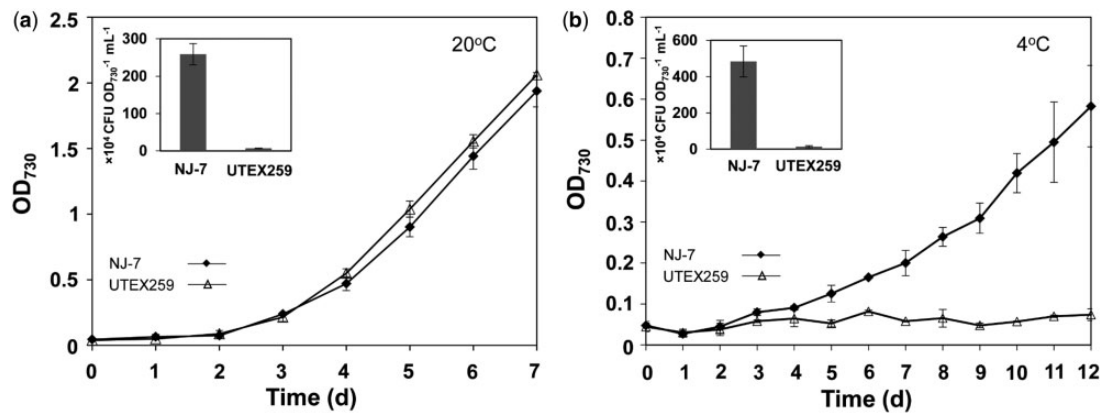 (a)
2.5
2
1.5
1
0.5
0
OD730
300
200
100
0
×10⁴ CFU OD730⁻¹ mL⁻¹
NJ-7 UTEX259
20°C
NJ-7
UTEX259
0 1 2 3 4 5 6 7
Time (d)
(b)
0.8
0.7
0.6
0.5
0.4
0.3
0.2
0.1
0
OD730
600
400
200
0
×10⁴ CFU OD730⁻¹ mL⁻¹
NJ-7 UTEX259
4°C
NJ-7
UTEX259
0 1 2 3 4 5 6 7 8 9 10 11 12
Time (d)